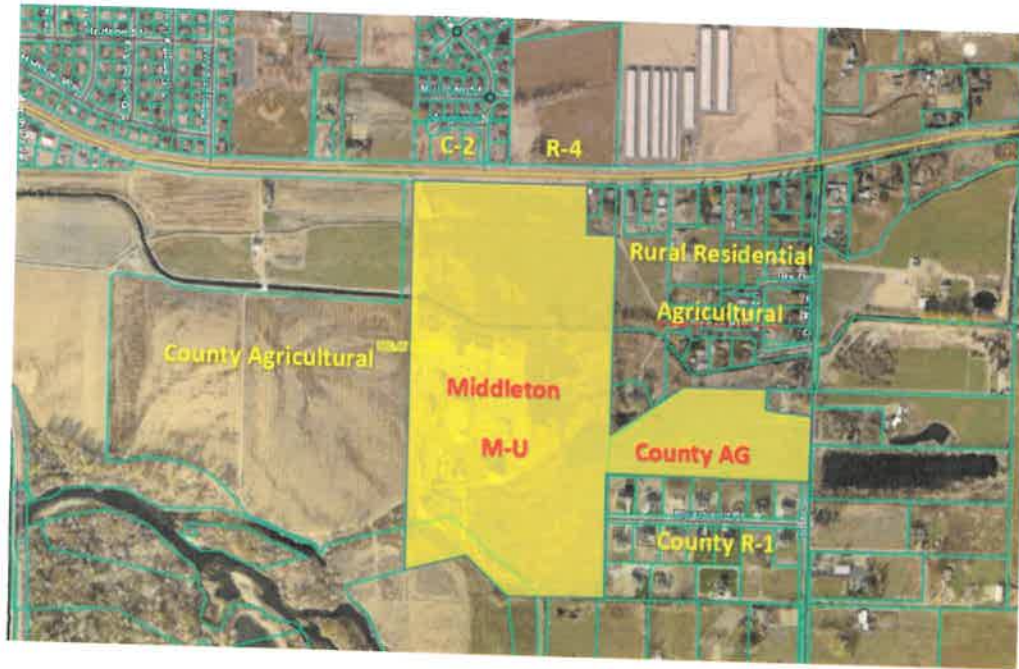 C-2
R-4
Rural Residential
Agricultural
County Agricultural
Middleton
M-U
County AG
County R-1